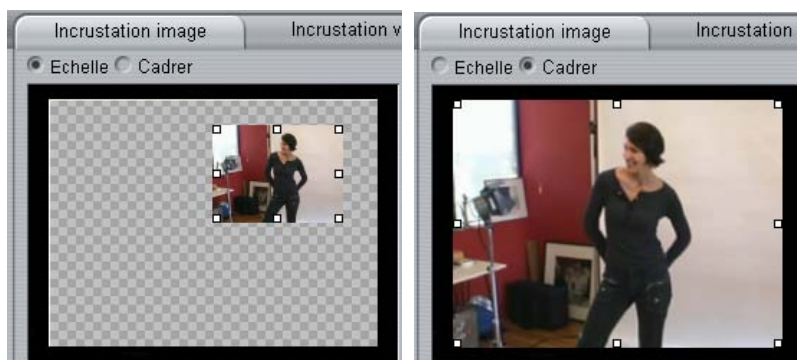 Incrustation image
Incrustation v
Echelle
Cadrer
Incrustation image
Incrustation
Echelle
Cadrer